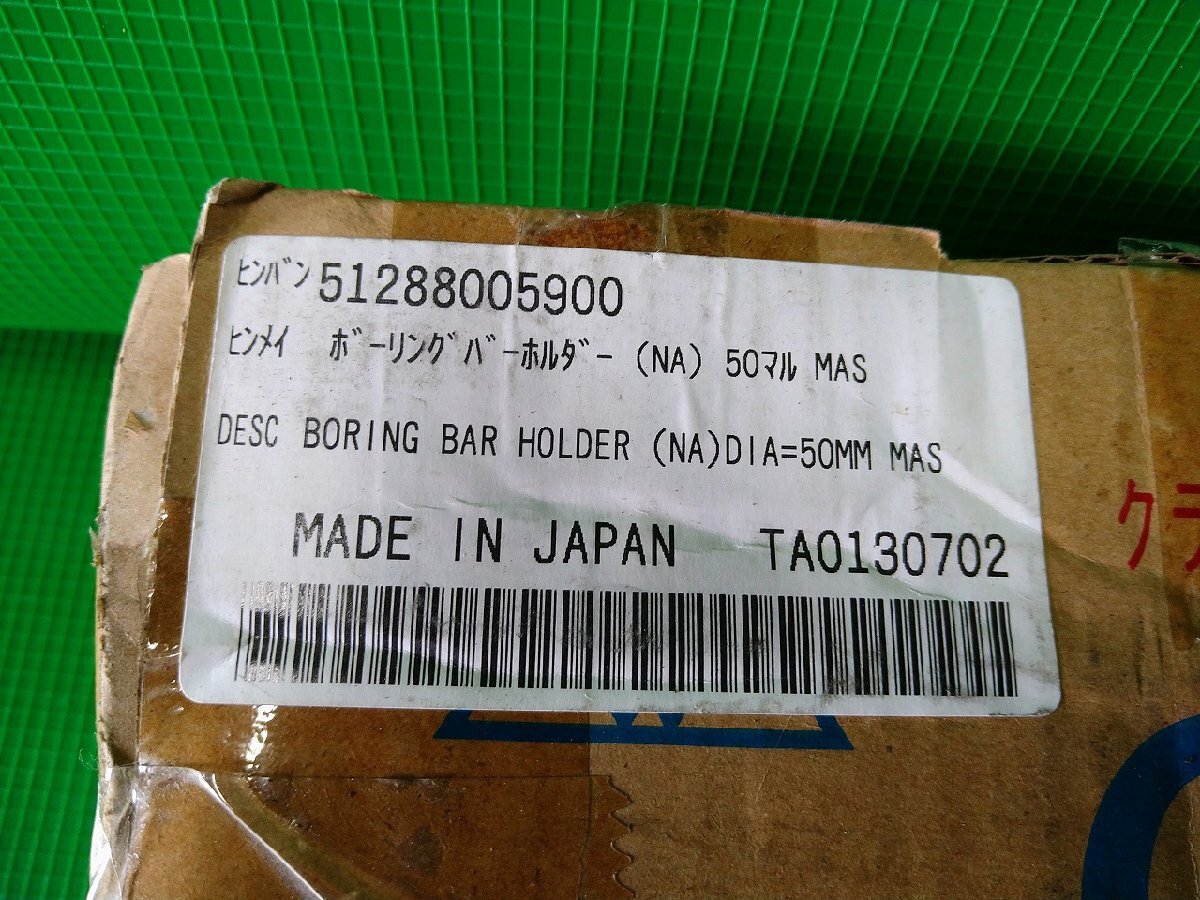 ﾋﾝﾊﾞﾝ 51288005900
ﾋﾝﾒｲ ﾎﾞｰﾘﾝｸﾞﾊﾞｰﾎﾙﾀﾞｰ (NA) 50ﾏﾙ MAS
DESC BORING BAR HOLDER (NA)DIA=50MM MAS
MADE IN JAPAN TA0130702